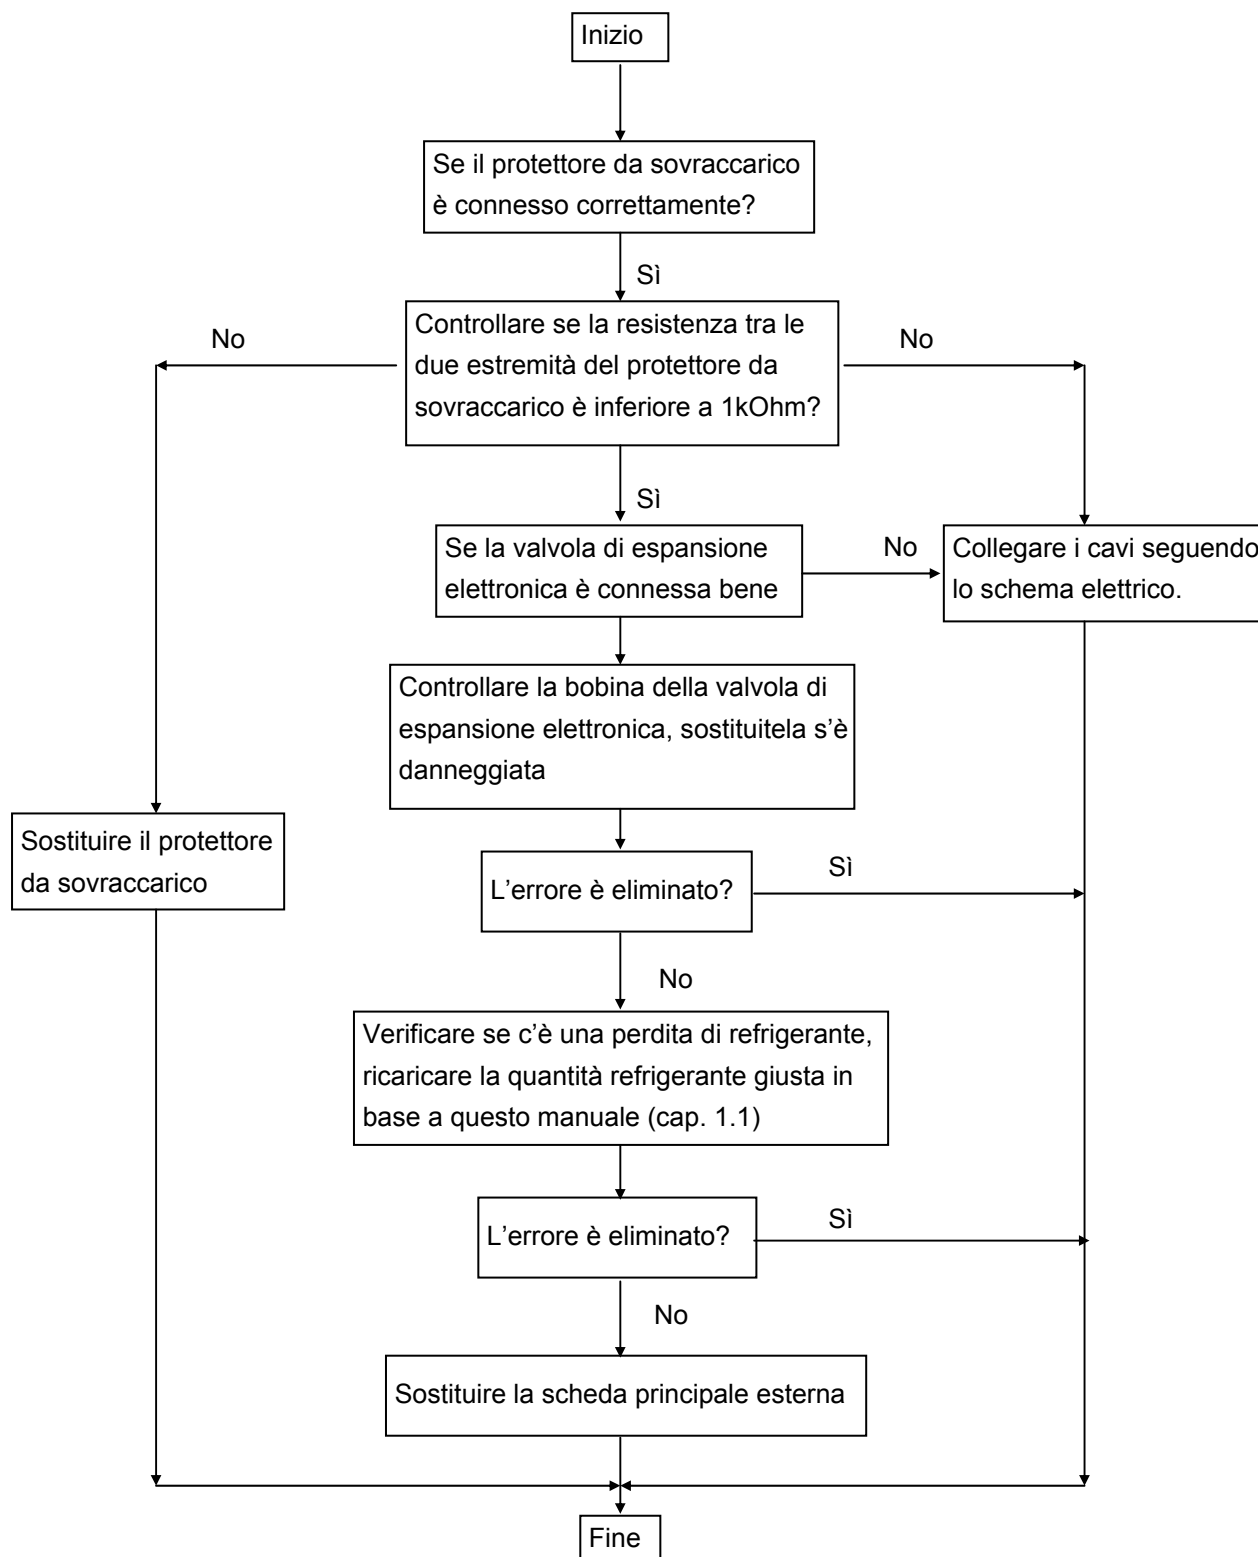 Inizio
Se il protettore da sovraccarico
è connesso correttamente?
Sì
Controllare se la resistenza tra le
due estremità del protettore da
sovraccarico è inferiore a 1kOhm?
No
No
Sì
Se la valvola di espansione
elettronica è connessa bene
No
Collegare i cavi seguendo
lo schema elettrico.
Controllare la bobina della valvola di
espansione elettronica, sostituitela s'è
danneggiata
Sostituire il protettore
da sovraccarico
L'errore è eliminato?
Sì
No
Verificare se c'è una perdita di refrigerante,
ricaricare la quantità refrigerante giusta in
base a questo manuale (cap. 1.1)
L'errore è eliminato?
Sì
No
Sostituire la scheda principale esterna
Fine